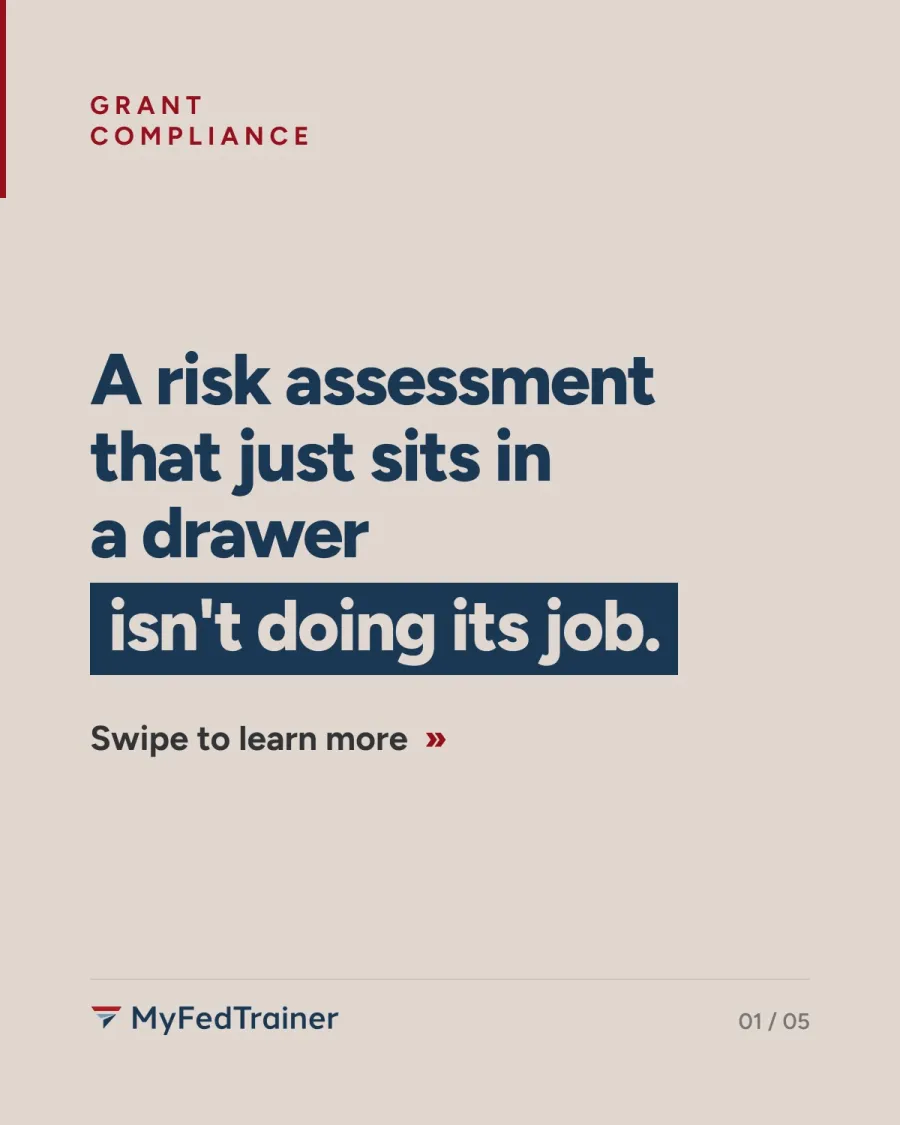 GRANT
COMPLIANCE
A risk assessment
that just sits in
a drawer
isn't doing its job.
Swipe to learn more »
MyFedTrainer
01 / 05